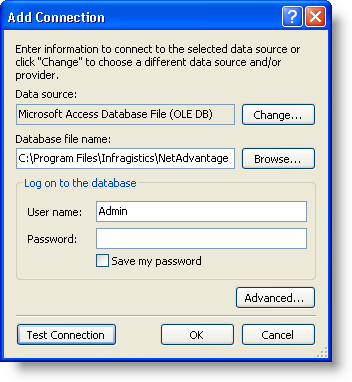 Add Connection
Enter information to connect to the selected data source or
click "Change" to choose a different data source and/or
provider.
Data source:
Microsoft Access Database File (OLE DB)
Change...
Database file name:
C:\Program Files\Infragistics\NetAdvantage
Browse...
Log on to the database
User name:
Admin
Password:
Save my password
Advanced...
Test Connection
OK
Cancel